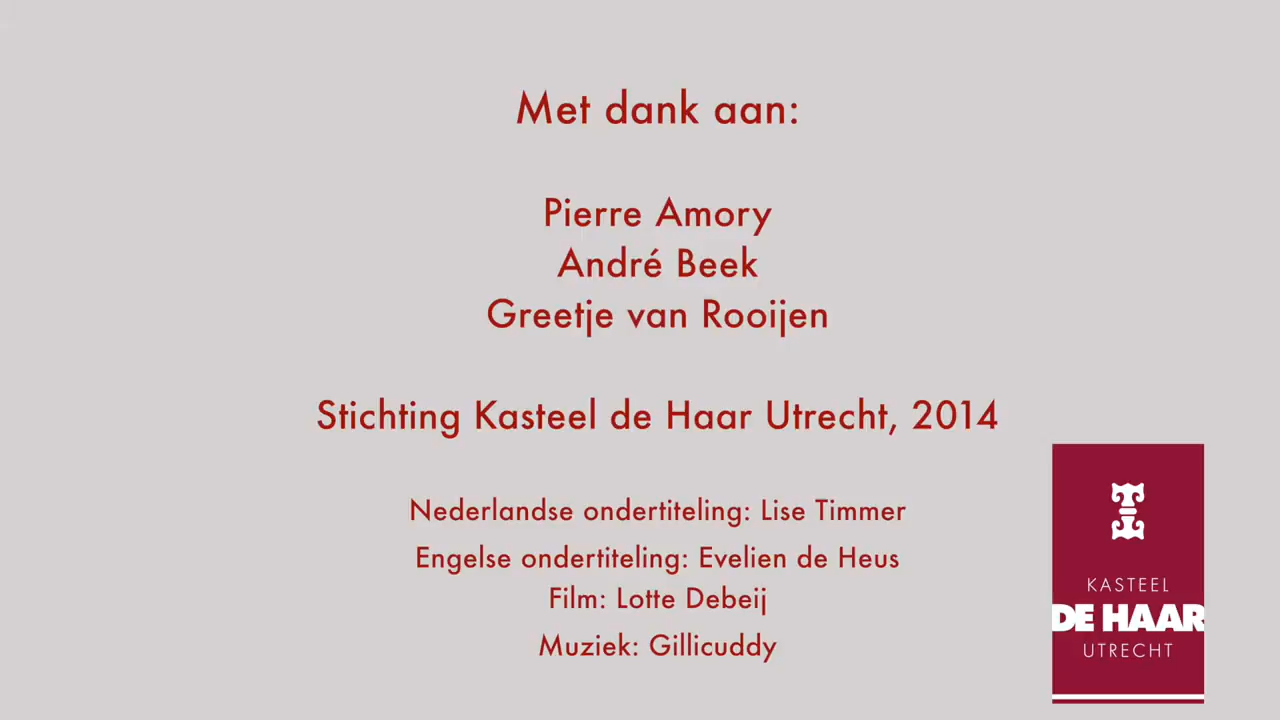 Met dank aan:
Pierre Amory
André Beek
Greetje van Rooijen
Stichting Kasteel de Haar Utrecht, 2014
Nederlandse ondertiteling: Lise Timmer
Engelse ondertiteling: Evelien de Heus
Film: Lotte Debeij
Muziek: Gillicuddy
KASTEEL
DE HAAR
UTRECHT